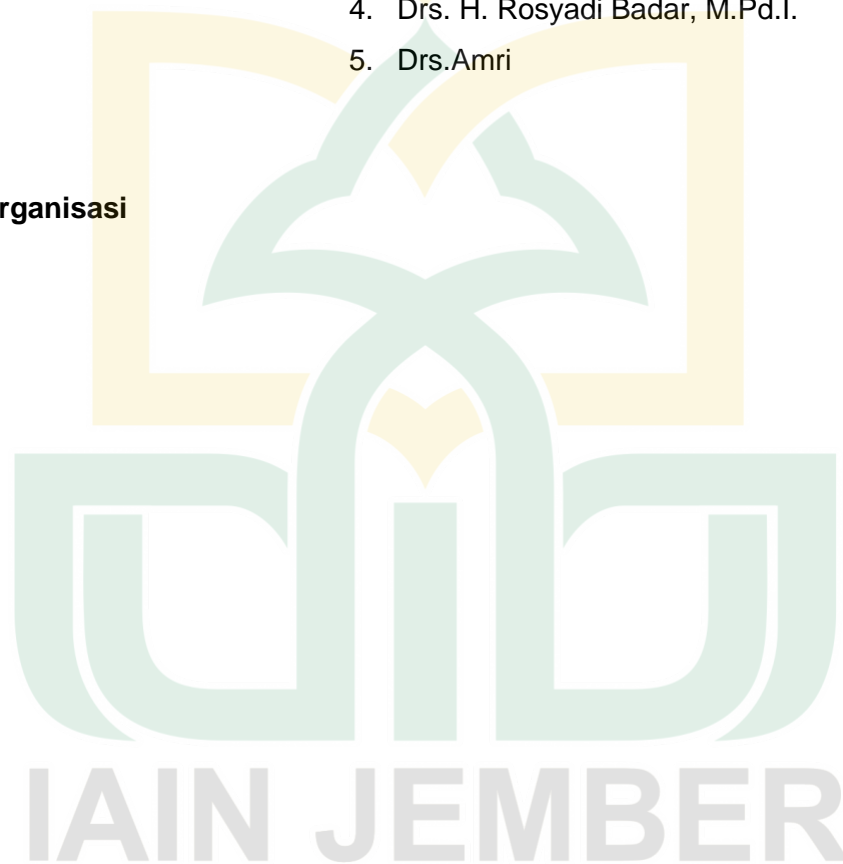 4. Drs. H. Rosyadi Badar, M.Pd.I.
5. Drs.Amri
rganisasi
IAIN JEMBER